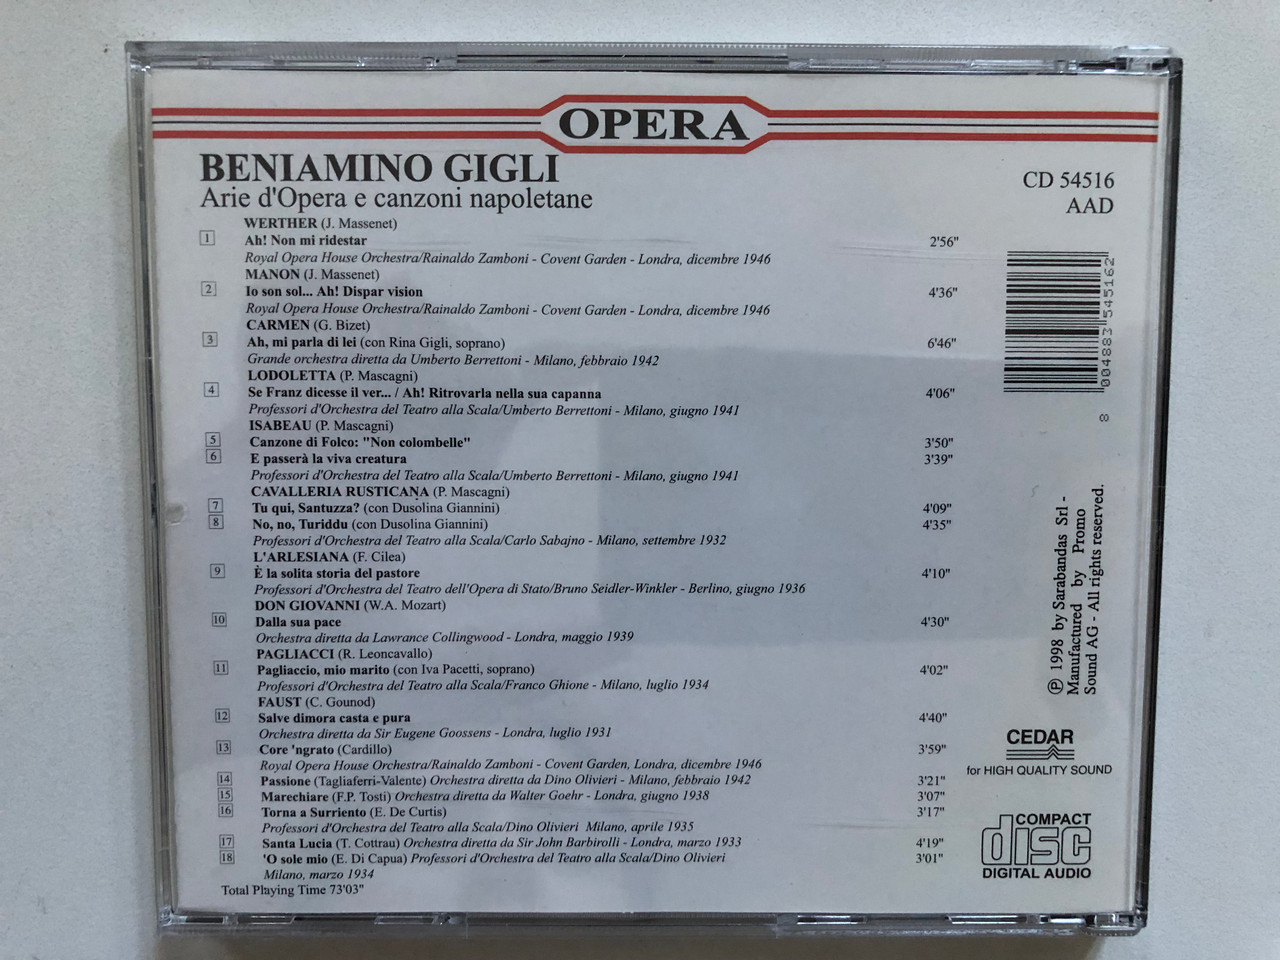 OPERA
BENIAMINO GIGLI
Arie d'Opera e canzoni napoletane
CD 54516
AAD
WERTHER (J. Massenet)
1 Ah! Non mi ridestar 2'56"
Royal Opera House Orchestra/Rainaldo Zamboni - Covent Garden - Londra, dicembre 1946
MANON (J. Massenet)
2 Io son sol... Ah! Dispar vision 4'36"
Royal Opera House Orchestra/Rainaldo Zamboni - Covent Garden - Londra, dicembre 1946
CARMEN (G. Bizet)
3 Ah, mi parla di lei (con Rina Gigli, soprano) 6'46"
Grande orchestra diretta da Umberto Berrettoni - Milano, febbraio 1942
LODOLETTA (P. Mascagni)
4 Se Franz dicesse il ver... / Ah! Ritrovarla nella sua capanna 4'06"
Professori d'Orchestra del Teatro alla Scala/Umberto Berrettoni - Milano, giugno 1941
ISABEAU (P. Mascagni)
5 Canzone di Folco: "Non colombelle" 3'50"
6 E passerà la viva creatura 3'39"
Professori d'Orchestra del Teatro alla Scala/Umberto Berrettoni - Milano, giugno 1941
CAVALLERIA RUSTICANA (P. Mascagni)
7 Tu qui, Santuzza? (con Dusolina Giannini) 4'09"
8 No, no, Turiddu (con Dusolina Giannini) 4'35"
Professori d'Orchestra del Teatro alla Scala/Carlo Sabajno - Milano, settembre 1932
L'ARLESIANA (F. Cilea)
9 È la solita storia del pastore 4'10"
Professori d'Orchestra del Teatro dell'Opera di Stato/Bruno Seidler-Winkler - Berlino, giugno 1936
DON GIOVANNI (W.A. Mozart)
10 Dalla sua pace 4'30"
Orchestra diretta da Lawrance Collingwood - Londra, maggio 1939
PAGLIACCI (R. Leoncavallo)
11 Pagliaccio, mio marito (con Iva Pacetti, soprano) 4'02"
Professori d'Orchestra del Teatro alla Scala/Franco Ghione - Milano, luglio 1934
FAUST (C. Gounod)
12 Salve dimora casta e pura 4'40"
Orchestra diretta da Sir Eugene Goossens - Londra, luglio 1931
13 Core 'ngrato (Cardillo) 3'59"
Royal Opera House Orchestra/Rainaldo Zamboni - Covent Garden, Londra, dicembre 1946
14 Passione (Tagliaferri-Valente) Orchestra diretta da Dino Olivieri - Milano, febbraio 1942 3'21"
15 Marechiare (F.P. Tosti) Orchestra diretta da Walter Goehr - Londra, giugno 1938 3'07"
16 Torna a Surriento (E. De Curtis) 3'17"
Professori d'Orchestra del Teatro alla Scala/Dino Olivieri Milano, aprile 1935
17 Santa Lucia (T. Cottrau) Orchestra diretta da Sir John Barbirolli - Londra, marzo 1933 4'19"
18 'O sole mio (E. Di Capua) Professori d'Orchestra del Teatro alla Scala/Dino Olivieri 3'01"
Milano, marzo 1934
Total Playing Time 73'03"
8 004883 545162
℗ 1998 by Sarabandas Srl -
Manufactured by Promo
Sound AG - All rights reserved.
CEDAR
for HIGH QUALITY SOUND
COMPACT
disc
DIGITAL AUDIO